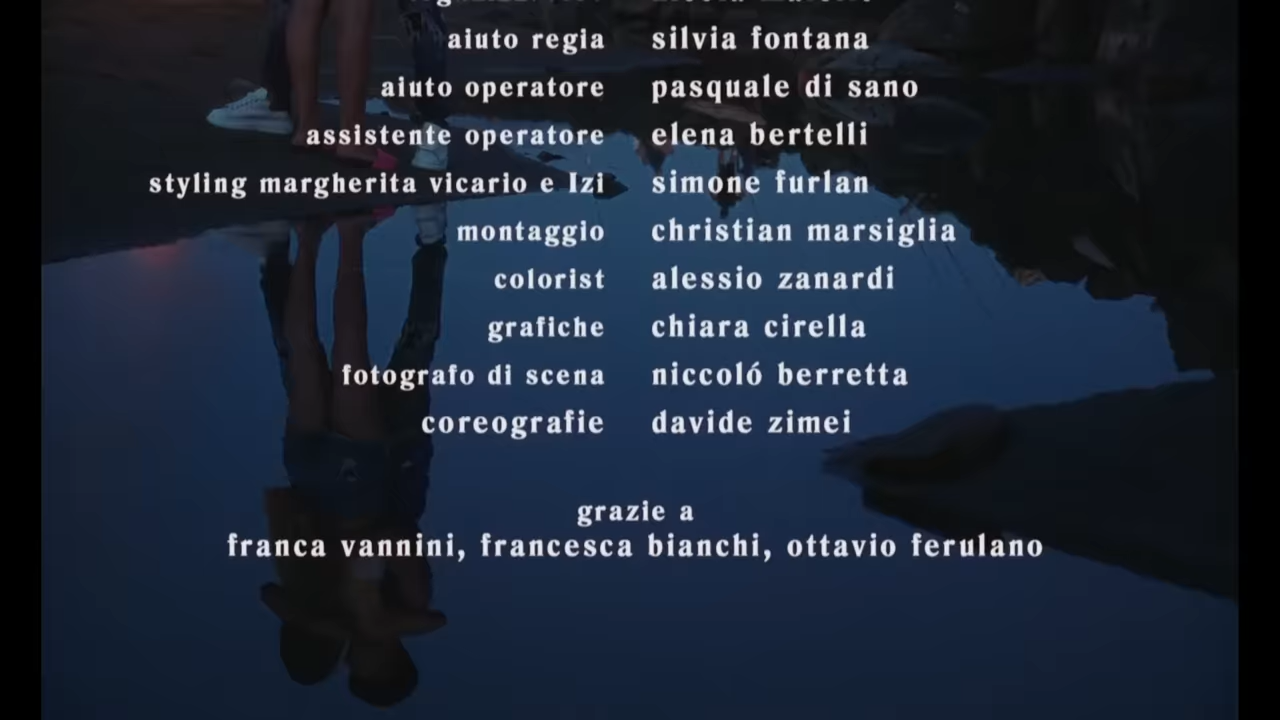 aiuto regia silvia fontana
aiuto operatore pasquale di sano
assistente operatore elena bertelli
styling margherita vicario e Izi simone furlan
montaggio christian marsiglia
colorist alessio zanardi
grafiche chiara cirella
fotografo di scena niccoló berretta
coreografie davide zimei
grazie a
franca vannini, francesca bianchi, ottavio ferulano